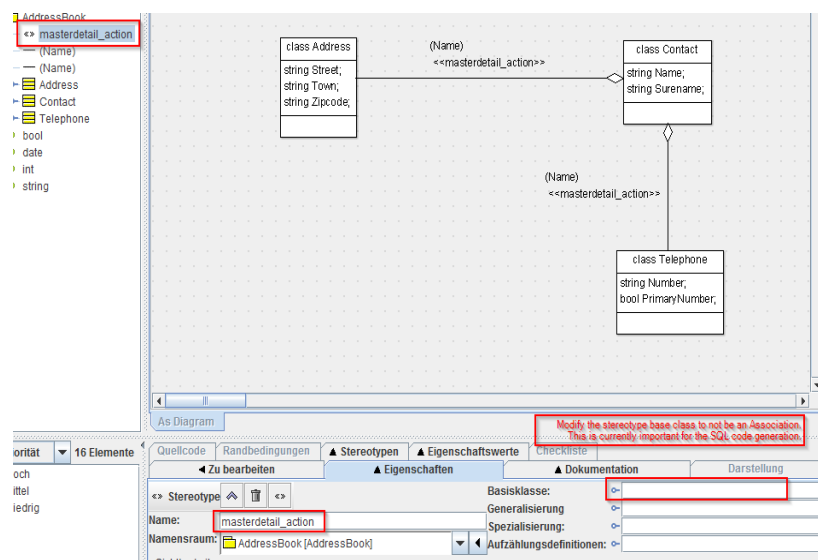 AddressBook
masterdetail_action
(Name)
(Name)
Address
Contact
Telephone
bool
date
int
string
class Address
string Street;
string Town;
string Zipcode;
(Name)
<<masterdetail_action>>
class Contact
string Name;
string Surename;
(Name)
<<masterdetail_action>>
class Telephone
string Number;
bool PrimaryNumber;
As Diagram
Modify the stereotype base class to not be an Association.
This is currently important for the SQL code generation.
orität
16 Elemente
och
ittel
iedrig
Quellcode
Randbedingungen
Stereotypen
Eigenschaftswerte
Checkliste
Zu bearbeiten
Eigenschaften
Dokumentation
Darstellung
<> Stereotype
Name:
masterdetail_action
Namensraum:
AddressBook [AddressBook]
Basisklasse:
Generalisierung
Spezialisierung:
Aufzählungsdefinitionen: